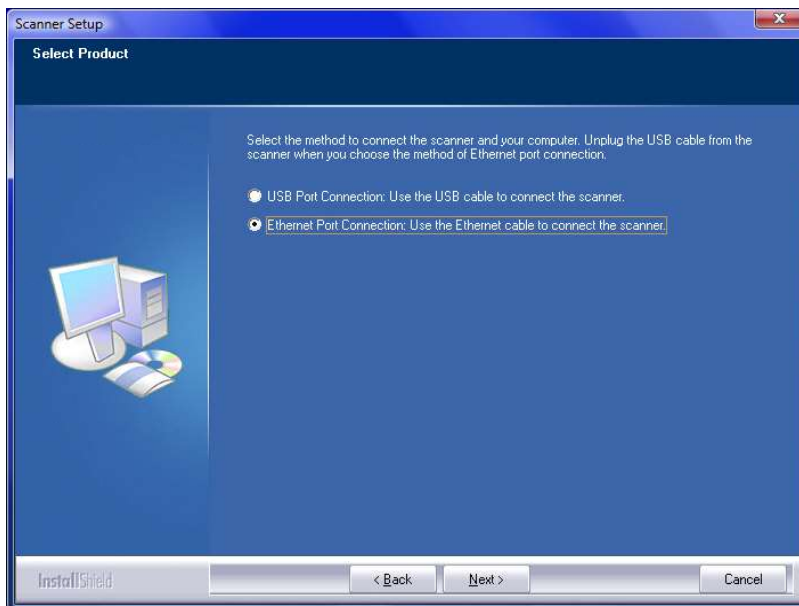 Scanner Setup
Select Product
Select the method to connect the scanner and your computer. Unplug the USB cable from the
scanner when you choose the method of Ethernet port connection.
USB Port Connection: Use the USB cable to connect the scanner.
Ethernet Port Connection: Use the Ethernet cable to connect the scanner.
InstallShield
< Back
Next >
Cancel